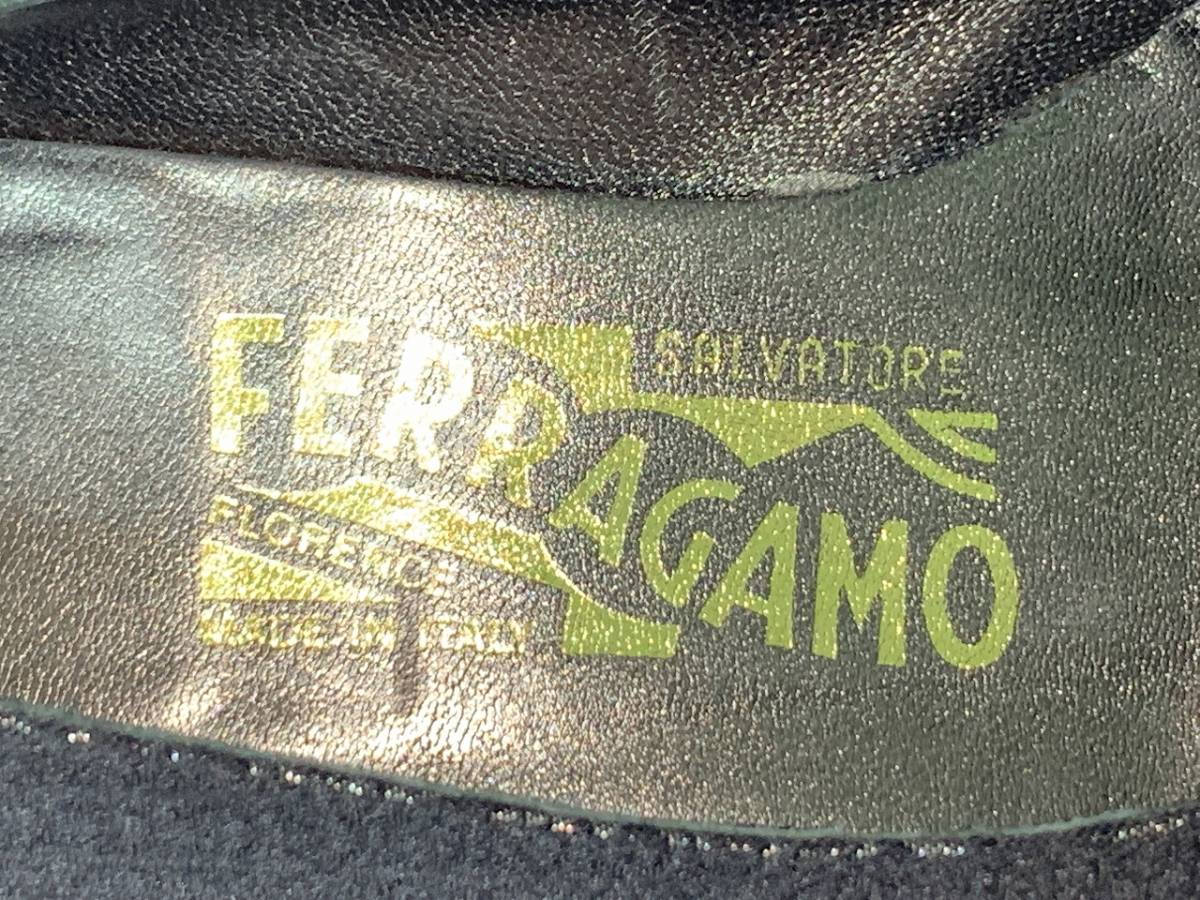 SALVATORE
FERRAGAMO
FLORENCE
MADE IN ITALY